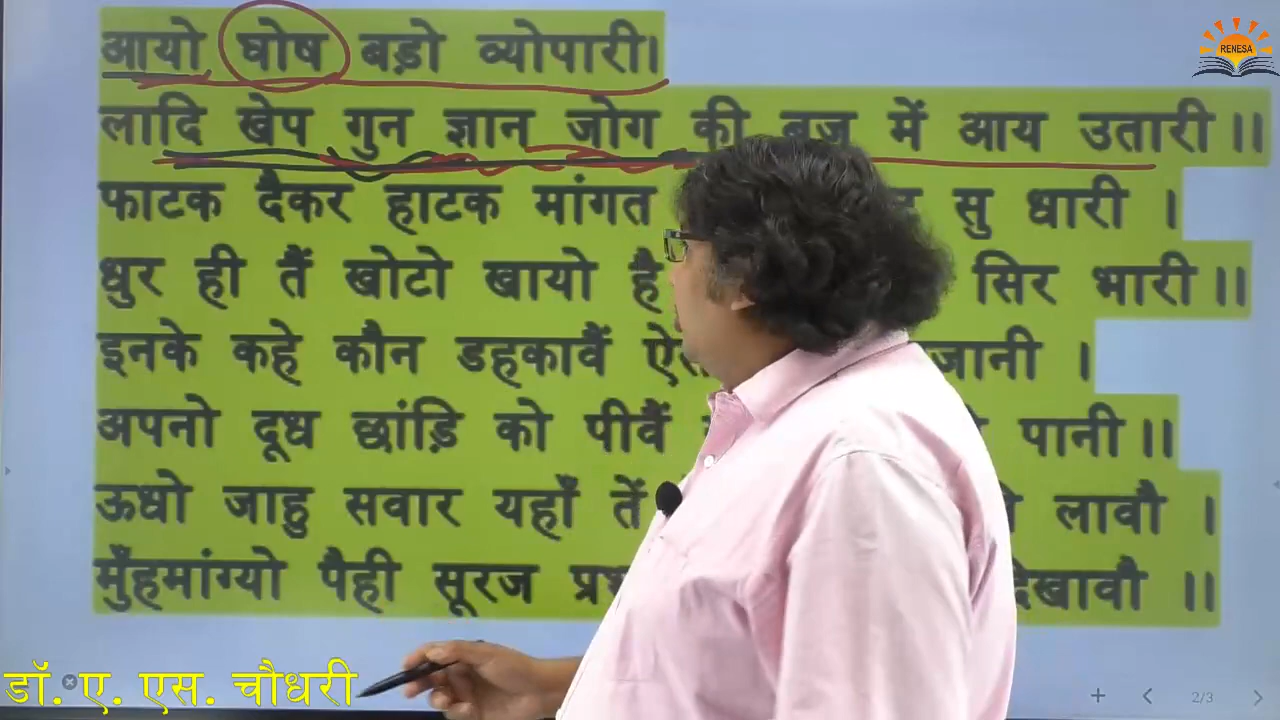 आयो घोष बड़ो व्योपारी।
RENESA
लादि खेप गुन ज्ञान जोग की ब्रज में आय उतारी।।
फाटक दैकर हाटक मांगत सु धारी ।
धुर ही तैं खोटो खायो है सिर भारी।।
इनके कहे कौन डहकावैं जानी ।
अपनो दूध छांड़ि को पीवैं पानी।।
ऊधो जाहु सवार यहाँ तें लावौ ।
मुँहमांग्यो पैही सूरज दिखावौ ।।
डॉ. ए. एस. चौधरी
2/3